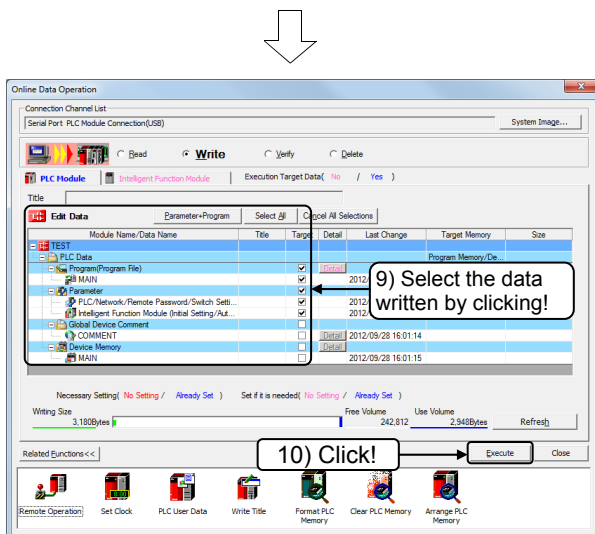 Online Data Operation
Connection Channel List
Serial Port PLC Module Connection(USB)
System Image...
Read Write Verify Delete
PLC Module Intelligent Function Module Execution Target Data( No / Yes )
Title
Edit Data Parameter+Program Select All Cancel All Selections
Module Name/Data Name Title Target Detail Last Change Target Memory Size
TEST
PLC Data Program Memory/De...
Program(Program File) Detail
MAIN 2012/
Parameter
PLC/Network/Remote Password/Switch Setti... 2012/
Intelligent Function Module (Initial Setting/Aut... 2012/
Global Device Comment
COMMENT Detail 2012/09/28 16:01:14
Device Memory Detail
MAIN 2012/09/28 16:01:15
9) Select the data
written by clicking!
Necessary Setting( No Setting / Already Set ) Set if it is needed( No Setting / Already Set )
Writing Size Free Volume Use Volume
3,180Bytes 242,812 2,948Bytes Refresh
Related Functions<< 10) Click! Execute Close
Remote Operation Set Clock PLC User Data Write Title Format PLC Memory Clear PLC Memory Arrange PLC Memory